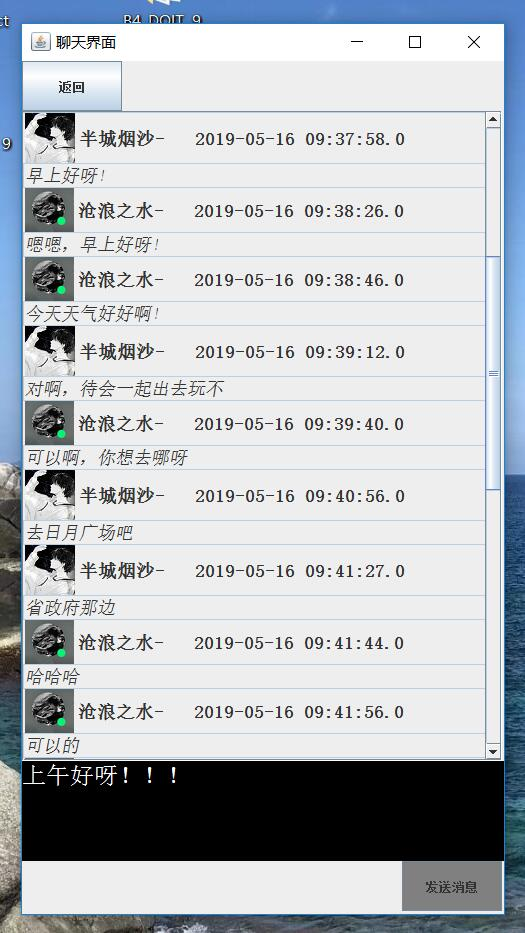 ct
B4_DOIT_9
9
聊天界面
返回
半城烟沙- 2019-05-16 09:37:58.0
早上好呀!
沧浪之水- 2019-05-16 09:38:26.0
嗯嗯，早上好呀!
沧浪之水- 2019-05-16 09:38:46.0
今天天气好好啊!
半城烟沙- 2019-05-16 09:39:12.0
对啊，待会一起出去玩不
沧浪之水- 2019-05-16 09:39:40.0
可以啊，你想去哪呀
半城烟沙- 2019-05-16 09:40:56.0
去日月广场吧
半城烟沙- 2019-05-16 09:41:27.0
省政府那边
沧浪之水- 2019-05-16 09:41:44.0
哈哈哈
沧浪之水- 2019-05-16 09:41:56.0
可以的
上午好呀！！！
发送消息